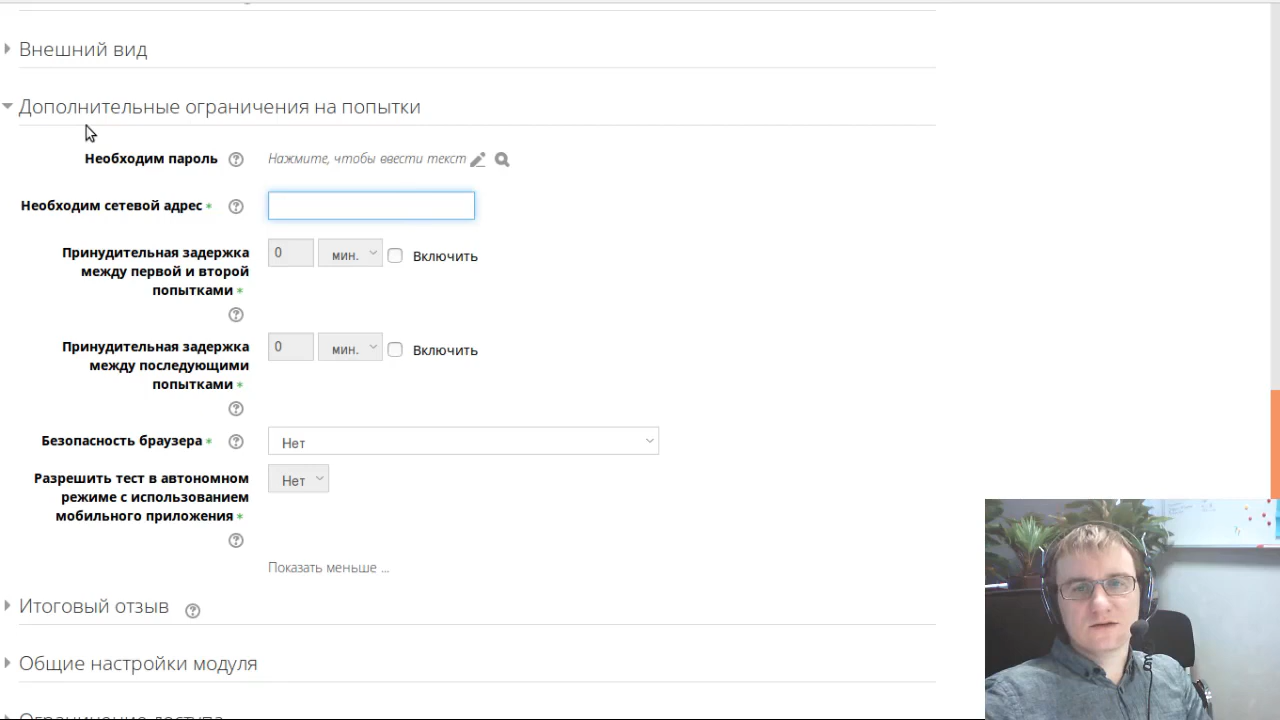 Внешний вид
Дополнительные ограничения на попытки
Необходим пароль
Нажмите, чтобы ввести текст
Необходим сетевой адрес *
Принудительная задержка
между первой и второй
попытками *
0
мин.
Включить
Принудительная задержка
между последующими
попытками *
0
мин.
Включить
Безопасность браузера *
Нет
Разрешить тест в автономном
режиме с использованием
мобильного приложения *
Нет
Показать меньше ...
Итоговый отзыв
Общие настройки модуля
Ограничение доступа